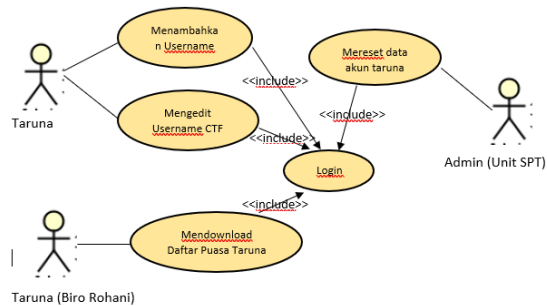 Menambahka
n Username
Mereset data
akun taruna
<<include>>
Mengedit
Username CTF
<<include>>
<<include>>
Taruna
Login
Admin (Unit SPT)
<<include>>
Mendownload
Daftar Puasa Taruna
Taruna (Biro Rohani)